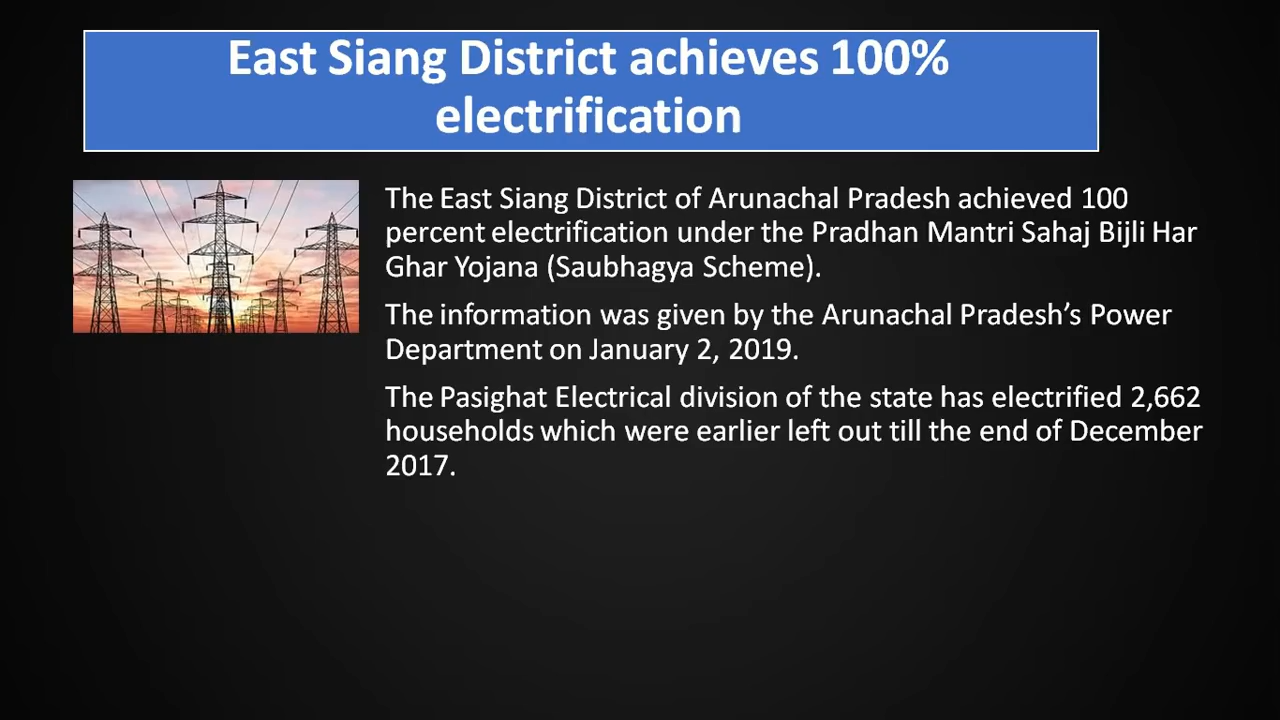 East Siang District achieves 100%
electrification
The East Siang District of Arunachal Pradesh achieved 100
percent electrification under the Pradhan Mantri Sahaj Bijli Har
Ghar Yojana (Saubhagya Scheme).
The information was given by the Arunachal Pradesh’s Power
Department on January 2, 2019.
The Pasighat Electrical division of the state has electrified 2,662
households which were earlier left out till the end of December
2017.